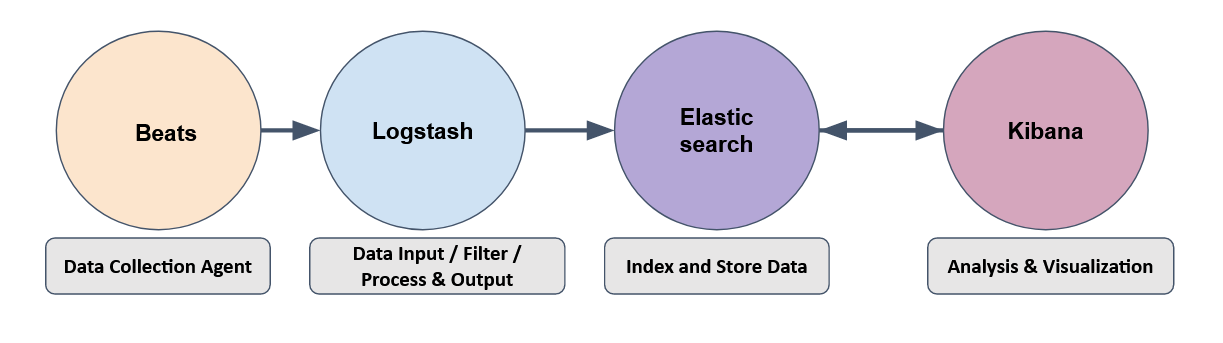 Beats
Logstash
Elastic
search
Kibana
Data Collection Agent
Data Input / Filter /
Process & Output
Index and Store Data
Analysis & Visualization